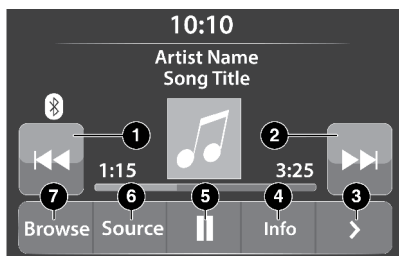 10:10
Artist Name
Song Title
1 2
1:15 3:25
7 6 5 4 3
Browse Source Info